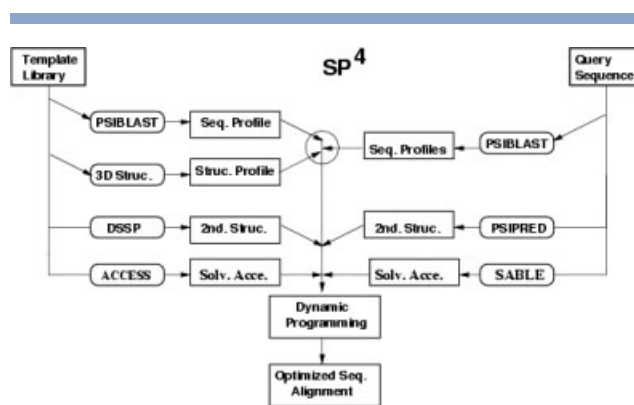 Template
Library
SP4
Query
Sequence
PSIBLAST
Seq. Profile
Seq. Profiles
PSIBLAST
3D Struc.
Struc. Profile
DSSP
2nd. Struc.
2nd. Struc.
PSIPRED
ACCESS
Solv. Acce.
Solv. Acce.
SABLE
Dynamic
Programming
Optimized Seq.
Alignment